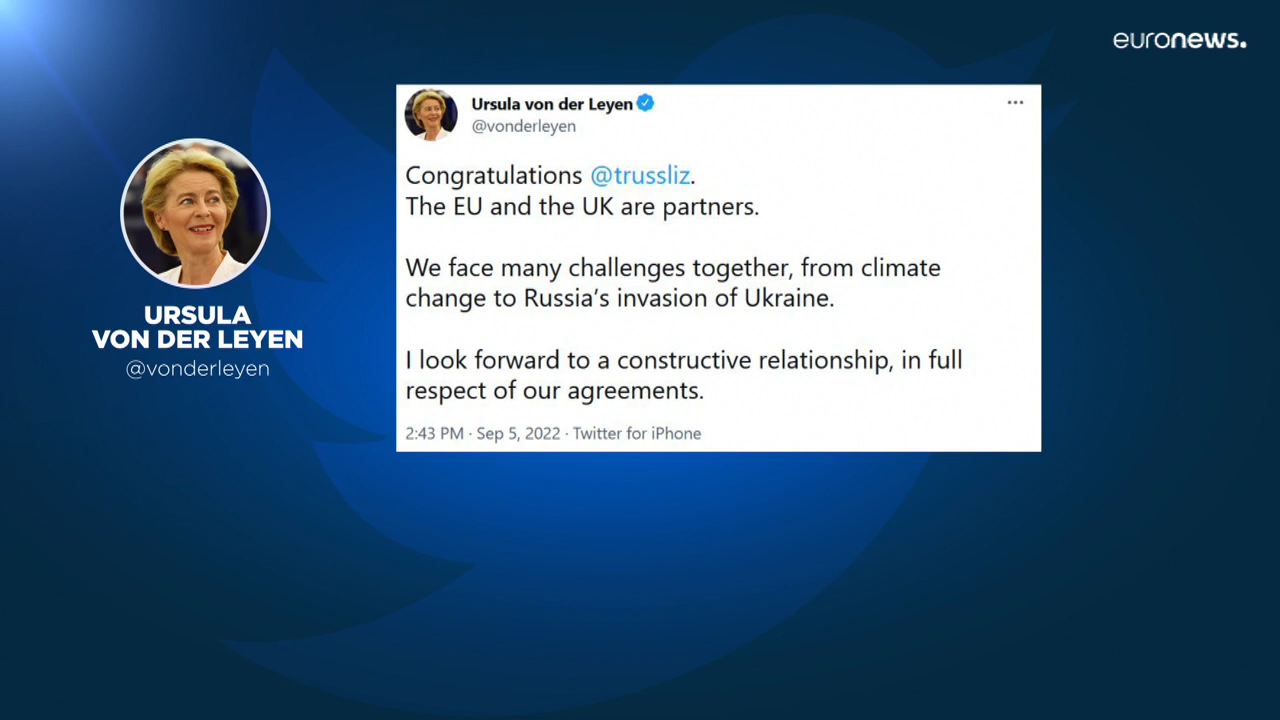 euronews.
Ursula von der Leyen
@vonderleyen
Congratulations @trussliz.
The EU and the UK are partners.
We face many challenges together, from climate
change to Russia’s invasion of Ukraine.
I look forward to a constructive relationship, in full
respect of our agreements.
2:43 PM · Sep 5, 2022 · Twitter for iPhone
URSULA
VON DER LEYEN
@vonderleyen